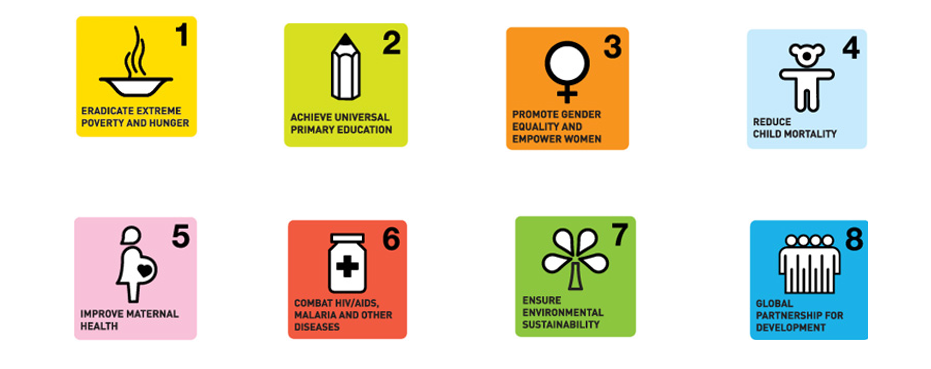 1
ERADICATE EXTREME
POVERTY AND HUNGER
2
ACHIEVE UNIVERSAL
PRIMARY EDUCATION
3
PROMOTE GENDER
EQUALITY AND
EMPOWER WOMEN
4
REDUCE
CHILD MORTALITY
5
IMPROVE MATERNAL
HEALTH
6
COMBAT HIV/AIDS,
MALARIA AND OTHER
DISEASES
7
ENSURE
ENVIRONMENTAL
SUSTAINABILITY
8
GLOBAL
PARTNERSHIP FOR
DEVELOPMENT